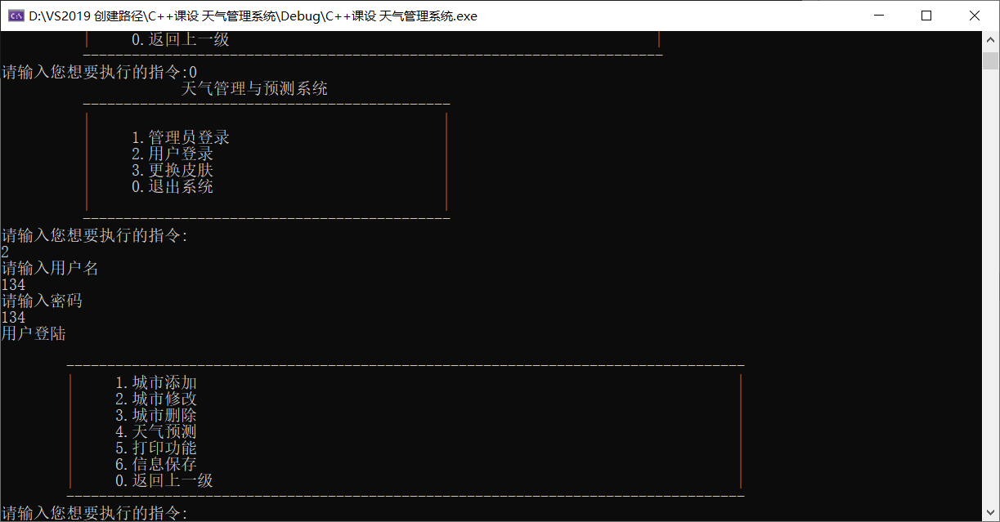 D:\VS2019 创建路径\C++课设 天气管理系统\Debug\C++课设 天气管理系统.exe
0.返回上一级
请输入您想要执行的指令:0
天气管理与预测系统
1.管理员登录
2.用户登录
3.更换皮肤
0.退出系统
请输入您想要执行的指令:
2
请输入用户名
134
请输入密码
134
用户登陆
1.城市添加
2.城市修改
3.城市删除
4.天气预测
5.打印功能
6.信息保存
0.返回上一级
请输入您想要执行的指令: